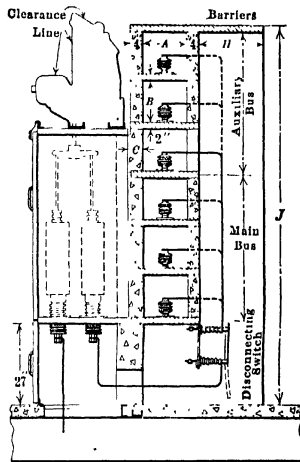 Clearance
Line
Barriers
4"
A
4"
H
B
Auxiliary
Bus
2"
C
J
Main
Bus
Disconnecting
Switch
27"